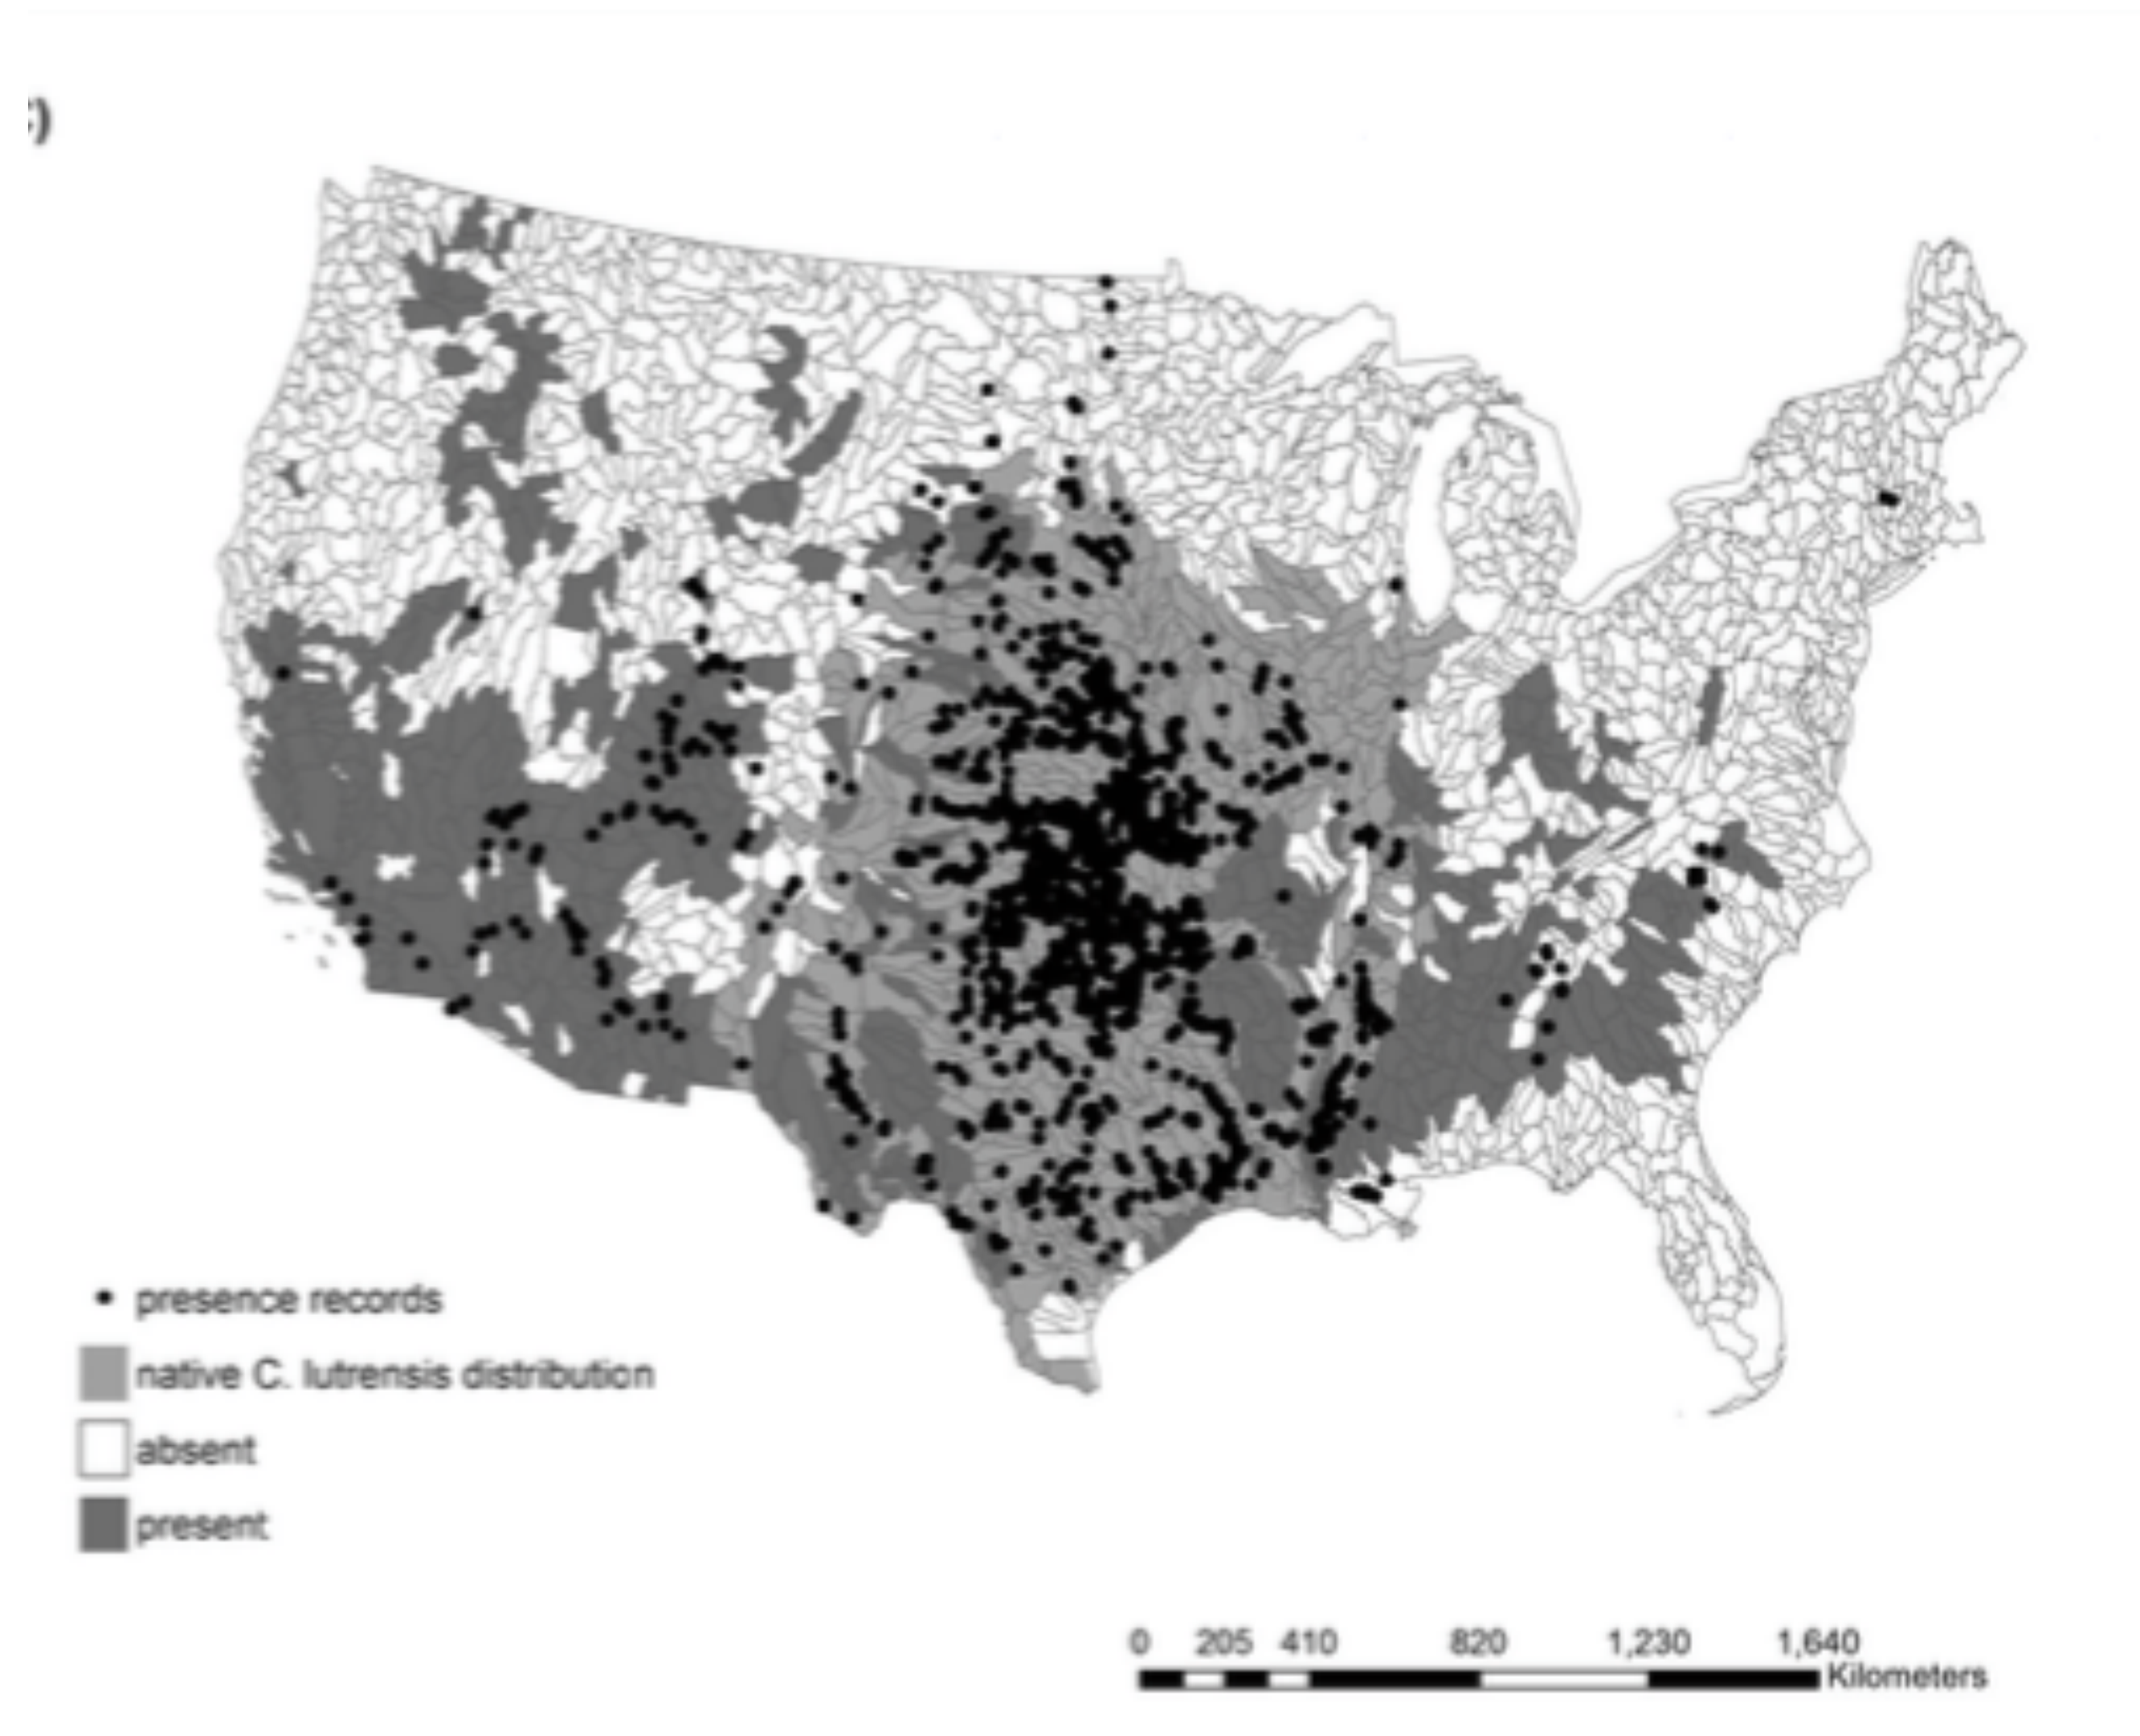 )
presence records
native C. lutrensis distribution
absent
present
0 205 410 820 1,230 1,640
Kilometers